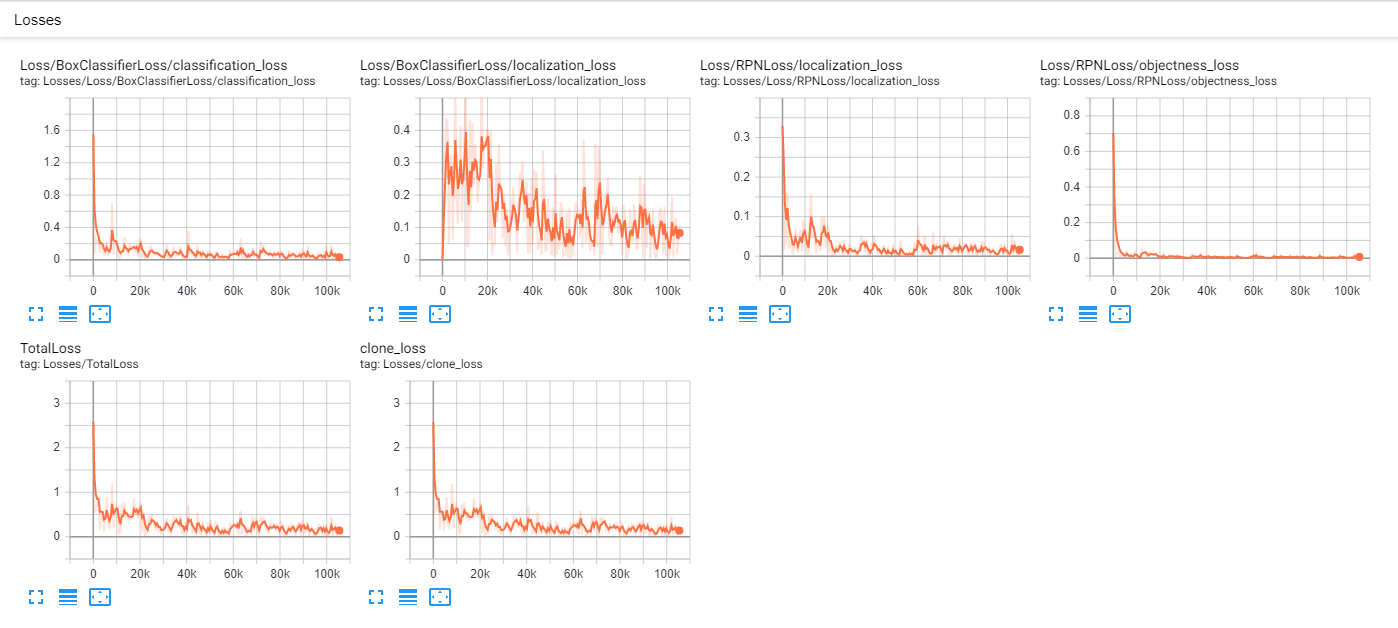 Losses
Loss/BoxClassifierLoss/classification_loss
tag: Losses/Loss/BoxClassifierLoss/classification_loss
1.6
1.2
0.8
0.4
0
0 20k 40k 60k 80k 100k
Loss/BoxClassifierLoss/localization_loss
tag: Losses/Loss/BoxClassifierLoss/localization_loss
0.4
0.3
0.2
0.1
0
0 20k 40k 60k 80k 100k
Loss/RPNLoss/localization_loss
tag: Losses/Loss/RPNLoss/localization_loss
0.3
0.2
0.1
0
0 20k 40k 60k 80k 100k
Loss/RPNLoss/objectness_loss
tag: Losses/Loss/RPNLoss/objectness_loss
0.8
0.6
0.4
0.2
0
0 20k 40k 60k 80k 100k
TotalLoss
tag: Losses/TotalLoss
3
2
1
0
0 20k 40k 60k 80k 100k
clone_loss
tag: Losses/clone_loss
3
2
1
0
0 20k 40k 60k 80k 100k